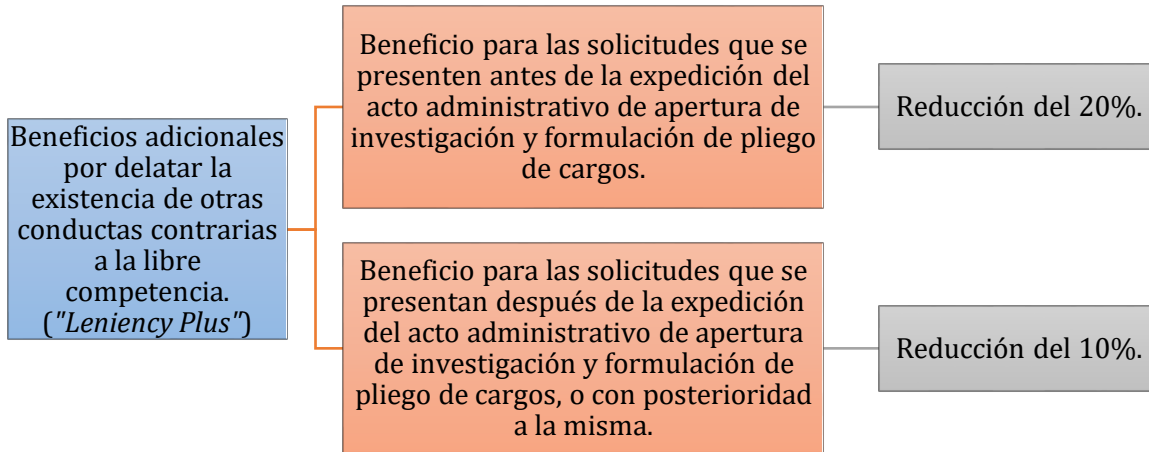 Beneficios adicionales
por delatar la
existencia de otras
conductas contrarias
a la libre
competencia.
("Leniency Plus")
Beneficio para las solicitudes que se
presenten antes de la expedición del
acto administrativo de apertura de
investigación y formulación de pliego
de cargos.
Reducción del 20%.
Beneficio para las solicitudes que se
presentan después de la expedición
del acto administrativo de apertura
de investigación y formulación de
pliego de cargos, o con posterioridad
a la misma.
Reducción del 10%.